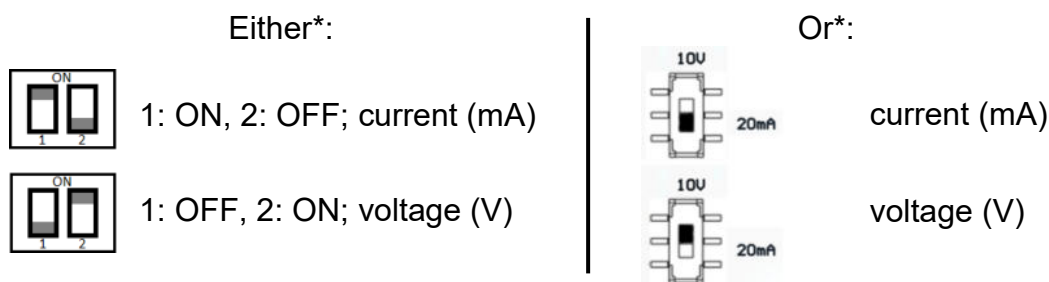 Either*:
ON
1 2
1: ON, 2: OFF; current (mA)
ON
1 2
1: OFF, 2: ON; voltage (V)
Or*:
10V
20mA
current (mA)
10V
20mA
voltage (V)